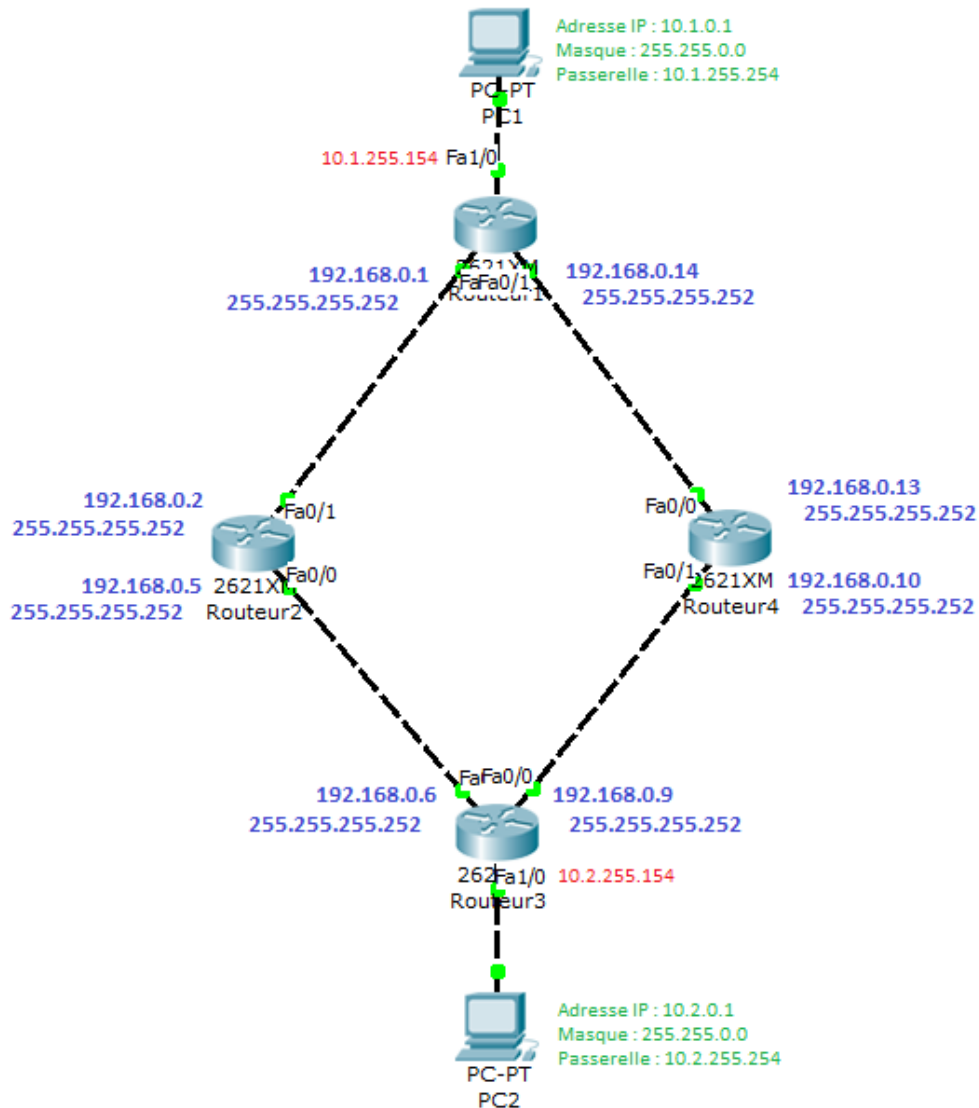 Adresse IP : 10.1.0.1
Masque : 255.255.0.0
Passerelle : 10.1.255.254
PC-PT
PC1
10.1.255.154 Fa1/0
192.168.0.1
255.255.255.252
192.168.0.14
255.255.255.252
2621XM
Fa0/1
Routeur1
192.168.0.2
255.255.255.252
Fa0/1
192.168.0.13
255.255.255.252
Fa0/0
192.168.0.5
255.255.255.252
Fa0/0
2621XM
Routeur2
Fa0/1
2621XM
Routeur4
192.168.0.10
255.255.255.252
Fa0/0
192.168.0.6
255.255.255.252
192.168.0.9
255.255.255.252
Fa1/0 10.2.255.154
Routeur3
Adresse IP : 10.2.0.1
Masque : 255.255.0.0
Passerelle : 10.2.255.254
PC-PT
PC2